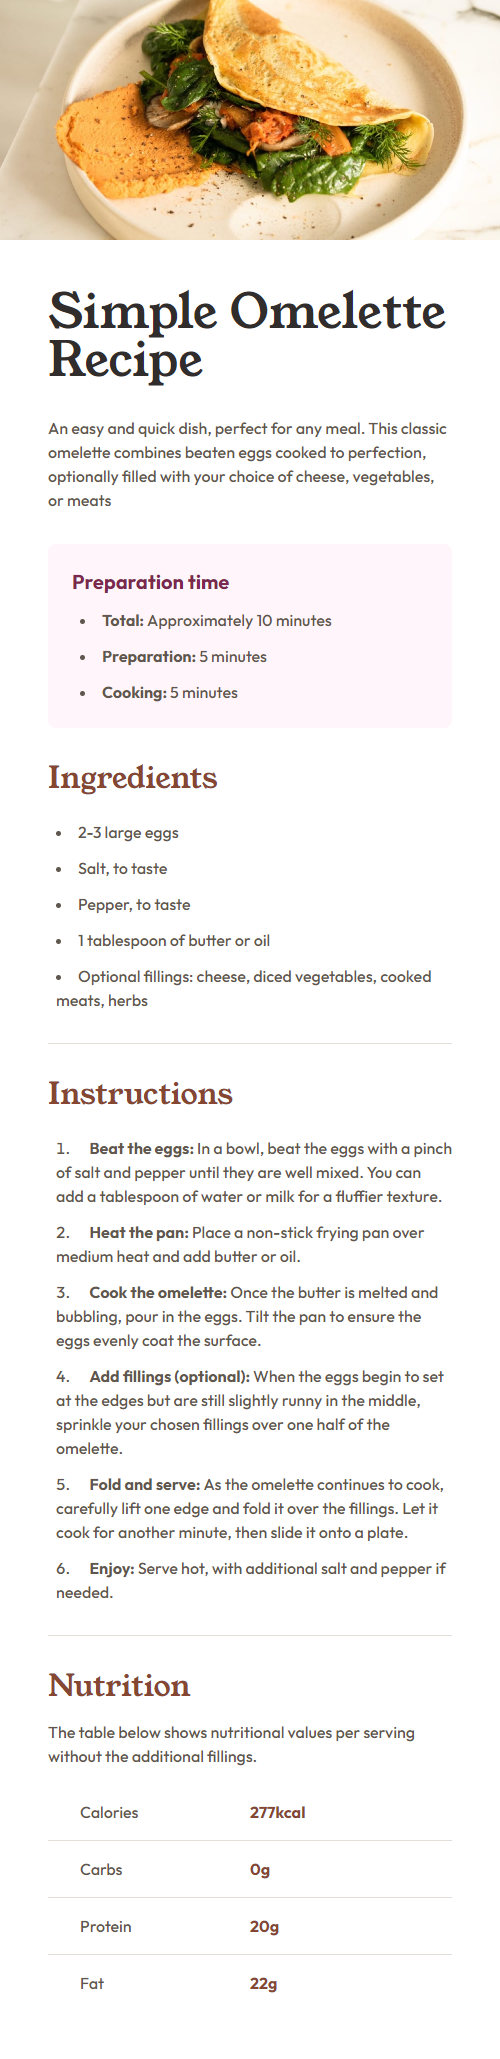 Simple Omelette
Recipe
An easy and quick dish, perfect for any meal. This classic
omelette combines beaten eggs cooked to perfection,
optionally filled with your choice of cheese, vegetables,
or meats
Preparation time
• Total: Approximately 10 minutes
• Preparation: 5 minutes
• Cooking: 5 minutes
Ingredients
• 2-3 large eggs
• Salt, to taste
• Pepper, to taste
• 1 tablespoon of butter or oil
• Optional fillings: cheese, diced vegetables, cooked
meats, herbs
Instructions
1. Beat the eggs: In a bowl, beat the eggs with a pinch
of salt and pepper until they are well mixed. You can
add a tablespoon of water or milk for a fluffier texture.
2. Heat the pan: Place a non-stick frying pan over
medium heat and add butter or oil.
3. Cook the omelette: Once the butter is melted and
bubbling, pour in the eggs. Tilt the pan to ensure the
eggs evenly coat the surface.
4. Add fillings (optional): When the eggs begin to set
at the edges but are still slightly runny in the middle,
sprinkle your chosen fillings over one half of the
omelette.
5. Fold and serve: As the omelette continues to cook,
carefully lift one edge and fold it over the fillings. Let it
cook for another minute, then slide it onto a plate.
6. Enjoy: Serve hot, with additional salt and pepper if
needed.
Nutrition
The table below shows nutritional values per serving
without the additional fillings.
Calories 277kcal
Carbs 0g
Protein 20g
Fat 22g